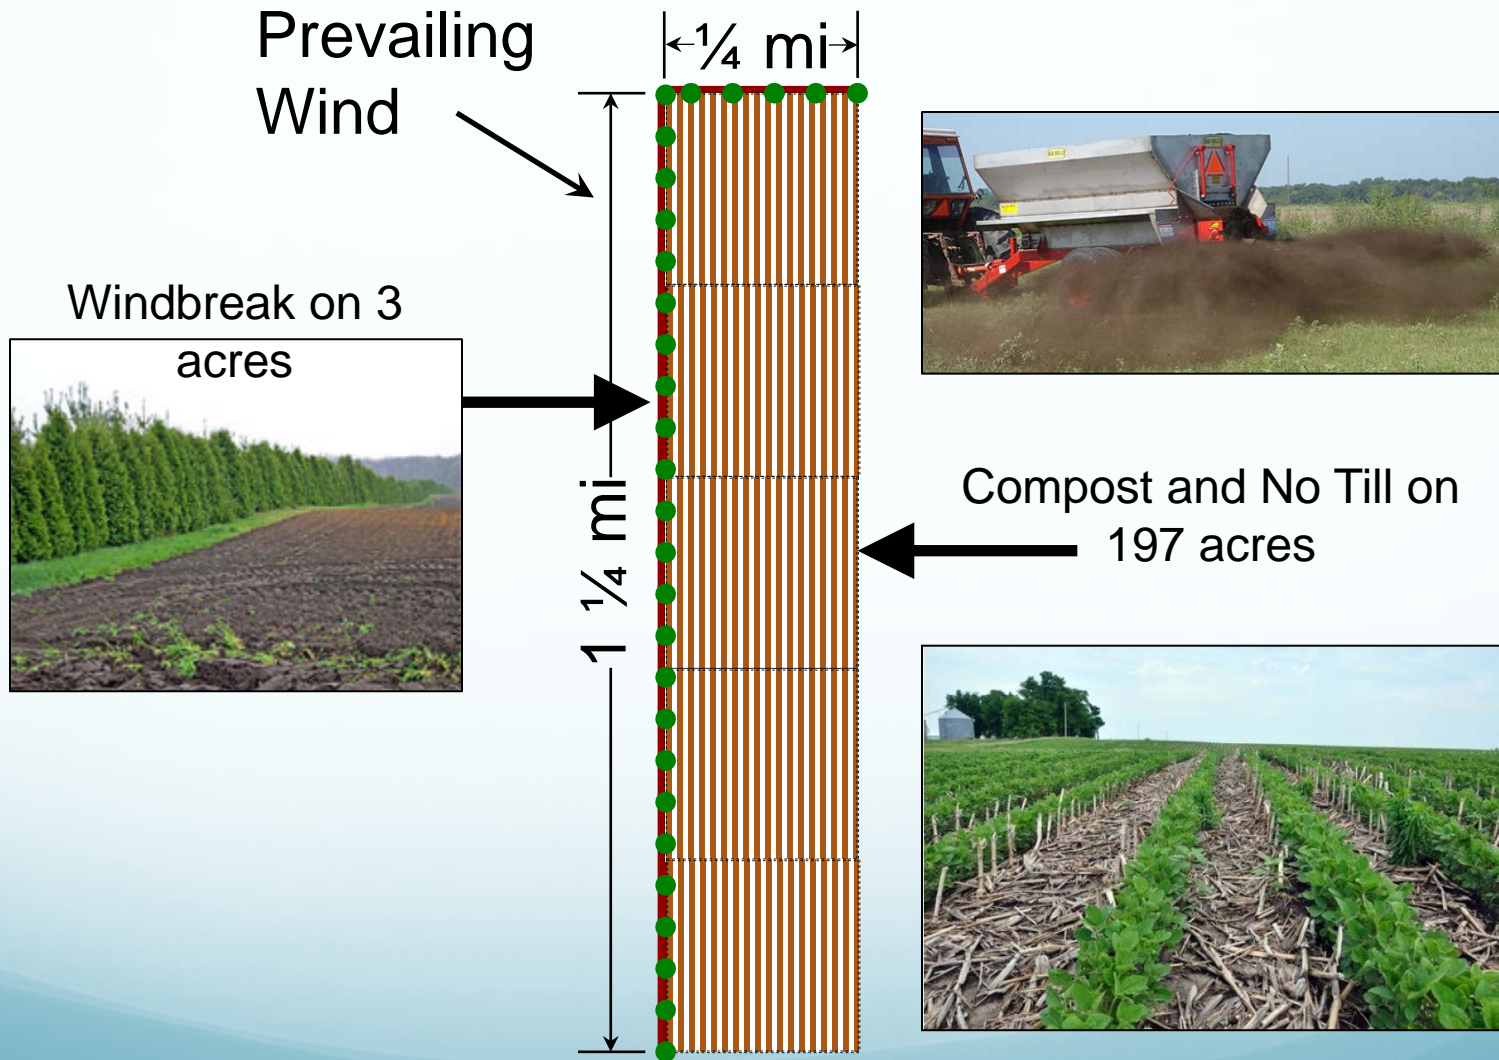 Prevailing
Wind
¼ mi
Windbreak on 3
acres
1 ¼ mi
Compost and No Till on
197 acres